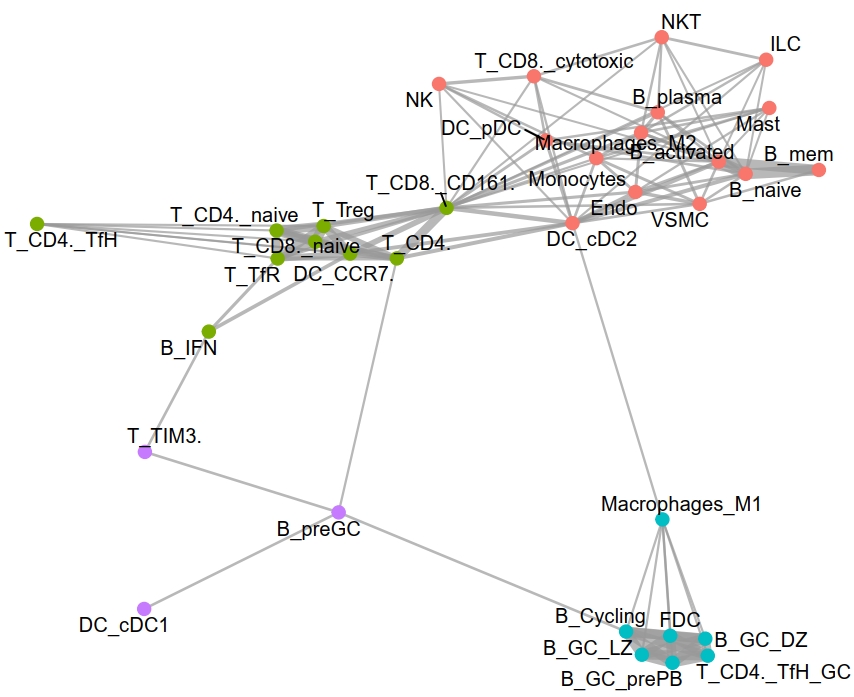 NKT
ILC
T_CD8._cytotoxic
NK
B_plasma
Mast
DC_pDC
Macrophages_M2
B_activated
B_mem
T_CD8._CD161.
Monocytes
B_naive
Endo
VSMC
T_CD4._naive
T_Treg
T_CD4._TfH
T_CD8._naive
T_CD4.
DC_cDC2
T_TfR
DC_CCR7.
B_IFN
T_TIM3.
Macrophages_M1
B_preGC
DC_cDC1
B_Cycling
FDC
B_GC_LZ
B_GC_DZ
B_GC_prePB
T_CD4._TfH_GC